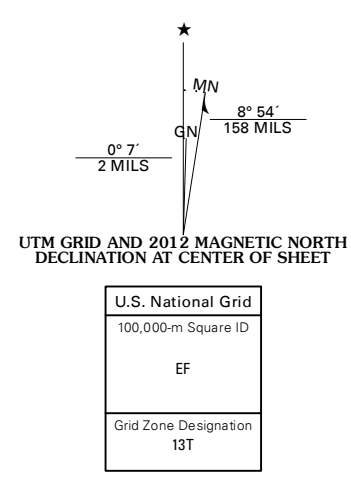 ★
MN
8° 54´
158 MILS
GN
0° 7´
2 MILS
UTM GRID AND 2012 MAGNETIC NORTH
DECLINATION AT CENTER OF SHEET
U.S. National Grid
100,000-m Square ID
EF
Grid Zone Designation
13T